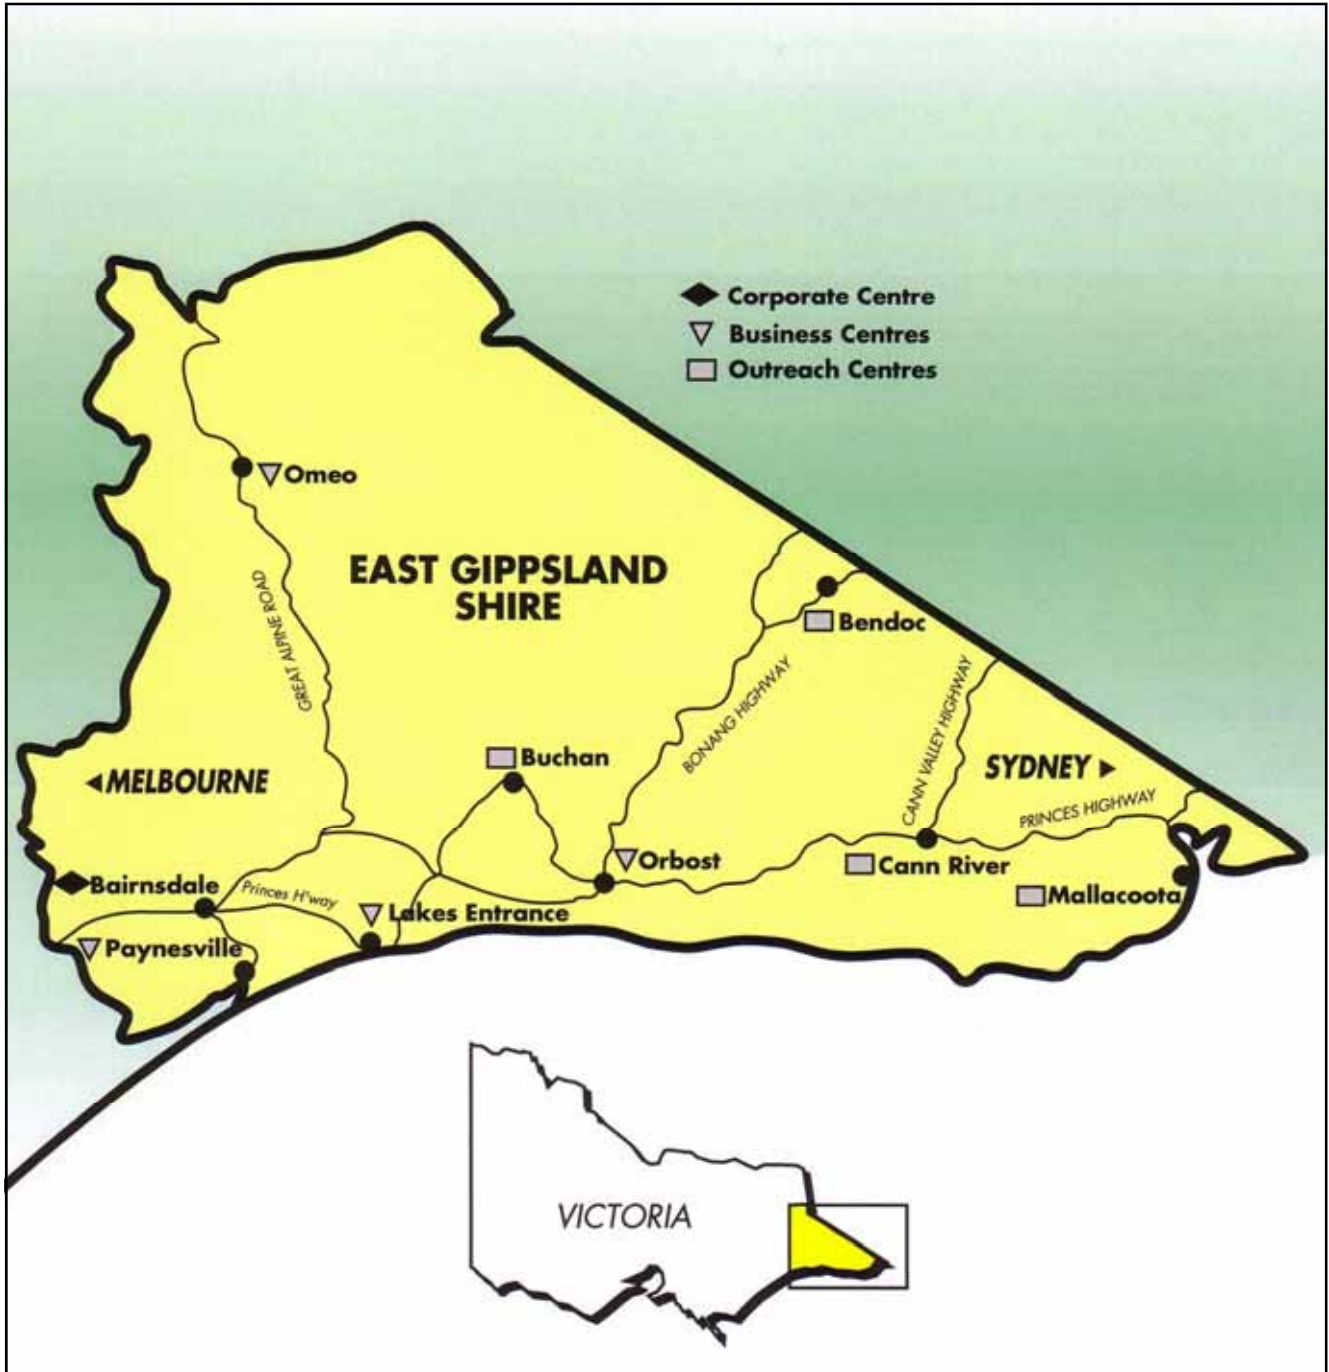 Corporate Centre
Business Centres
Outreach Centres
Omeo
EAST GIPPSLAND
SHIRE
GREAT ALPINE ROAD
Bendoc
BONANG HIGHWAY
CANN VALLEY HIGHWAY
Buchan
MELBOURNE
SYDNEY
PRINCES HIGHWAY
Orbost
Cann River
Bairnsdale
Princes H'way
Mallacoota
Lakes Entrance
Paynesville
VICTORIA